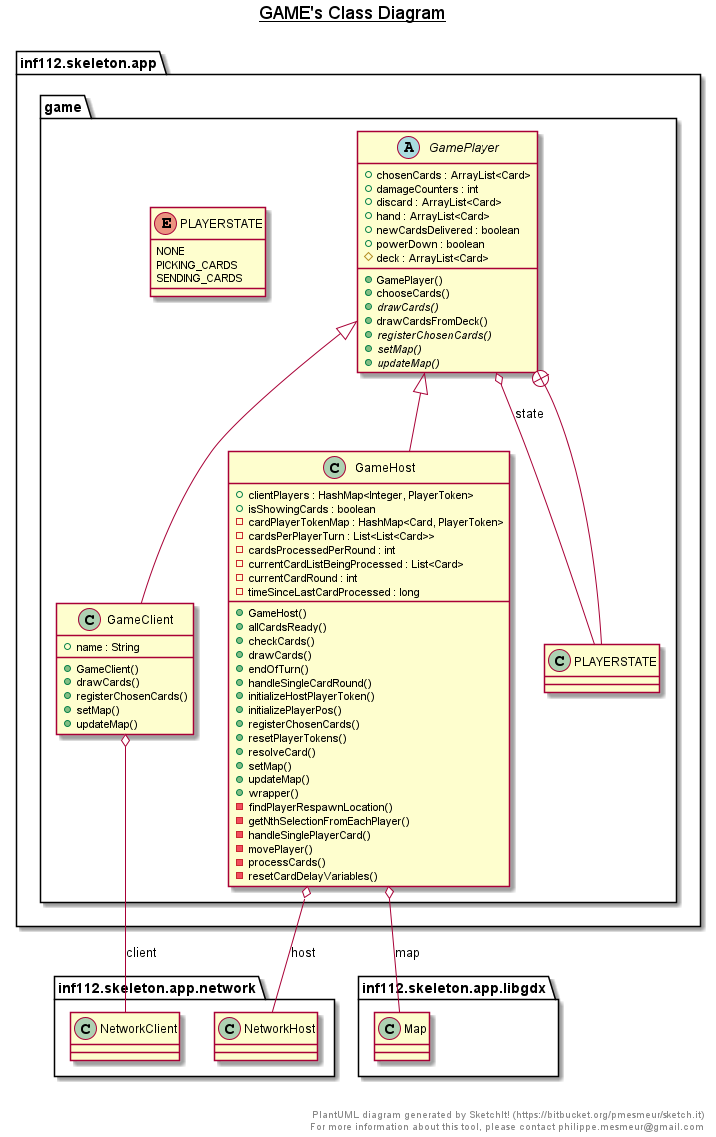 GAME's Class Diagram
inf112.skeleton.app
game
A GamePlayer
chosenCards : ArrayList<Card>
damageCounters : int
discard : ArrayList<Card>
hand : ArrayList<Card>
newCardsDelivered : boolean
powerDown : boolean
deck : ArrayList<Card>
GamePlayer()
chooseCards()
drawCards()
drawCardsFromDeck()
registerChosenCards()
setMap()
updateMap()
E PLAYERSTATE
NONE
PICKING_CARDS
SENDING_CARDS
state
C GameHost
clientPlayers : HashMap<Integer, PlayerToken>
isShowingCards : boolean
cardPlayerTokenMap : HashMap<Card, PlayerToken>
cardsPerPlayerTurn : List<List<Card>>
cardsProcessedPerRound : int
currentCardListBeingProcessed : List<Card>
currentCardRound : int
timeSinceLastCardProcessed : long
GameHost()
allCardsReady()
checkCards()
drawCards()
endOfTurn()
handleSingleCardRound()
initializeHostPlayerToken()
initializePlayerPos()
registerChosenCards()
resetPlayerTokens()
resolveCard()
setMap()
updateMap()
wrapper()
findPlayerRespawnLocation()
getNthSelectionFromEachPlayer()
handleSinglePlayerCard()
movePlayer()
processCards()
resetCardDelayVariables()
C GameClient
name : String
GameClient()
drawCards()
registerChosenCards()
setMap()
updateMap()
C PLAYERSTATE
client
host
map
inf112.skeleton.app.network
C NetworkClient
C NetworkHost
inf112.skeleton.app.libgdx
C Map
PlantUML diagram generated by SketchIt! (https://bitbucket.org/pmesmeur/sketch.it)
For more information about this tool, please contact philippe.mesmeur@gmail.com